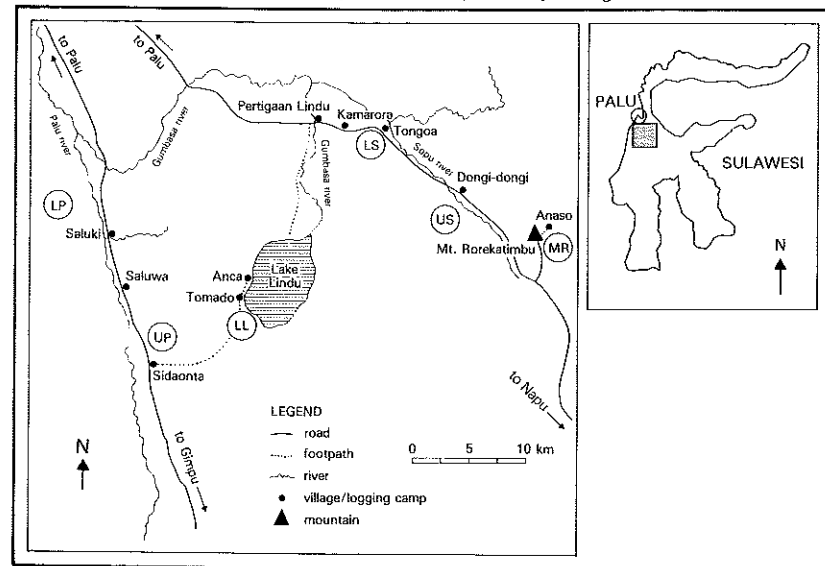 to Palu
to Palu
Pertigaan Lindu
Kamarora
Tongoa
LS
Palu river
Gumbasa river
Gumbasa river
Sopu river
Dongi-dongi
US
LP
Saluki
Anaso
Mt. Rorekatimbu
MR
Anca
Lake
Lindu
Saluwa
Tomado
LL
UP
Sidaonta
to Napu
to Gimpu
N
LEGEND
road
footpath
river
village/logging camp
mountain
0 5 10 km
PALU
SULAWESI
N